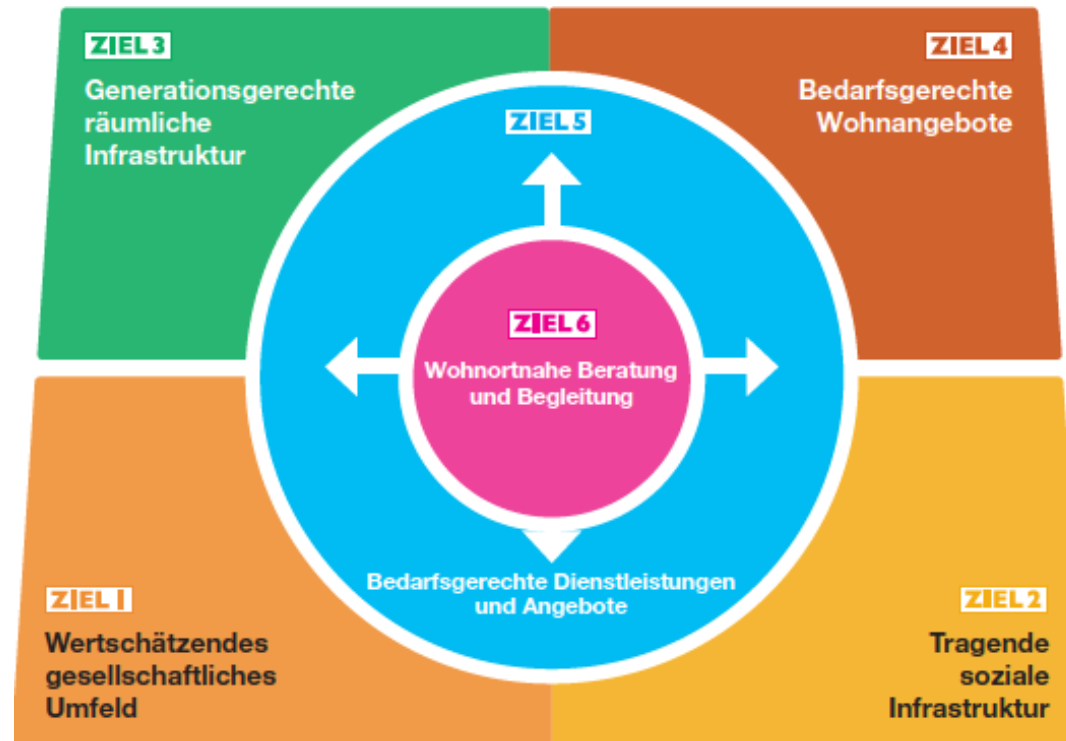 ZIEL 3
Generationsgerechte
räumliche
Infrastruktur
ZIEL 4
Bedarfsgerechte
Wohnangebote
ZIEL 5
ZIEL 6
Wohnortnahe Beratung
und Begleitung
Bedarfsgerechte Dienstleistungen
und Angebote
ZIEL 1
Wertschätzendes
gesellschaftliches
Umfeld
ZIEL 2
Tragende
soziale
Infrastruktur